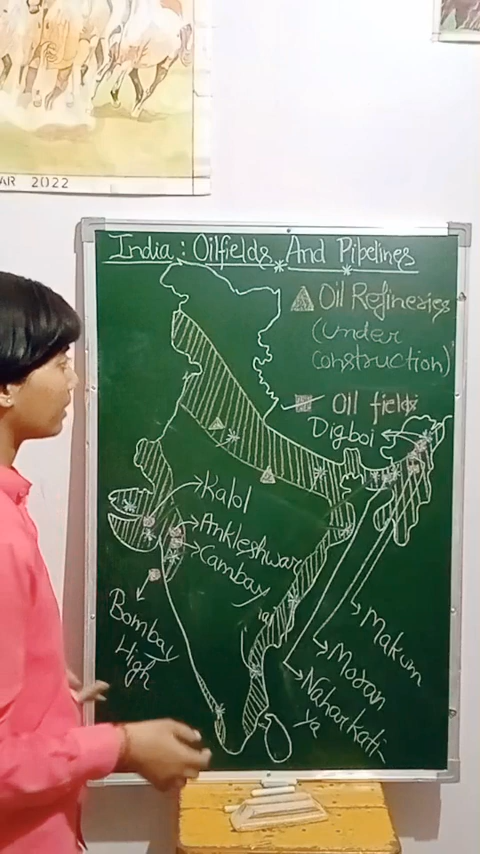 AR 2022
India : Oilfields And Pipelines
Oil Refineries
(under
construction)
Oil fields
Digboi
Kalol
Ankleshwar
Cambay
Bombay
High
Makum
Moran
Naharkati
ya